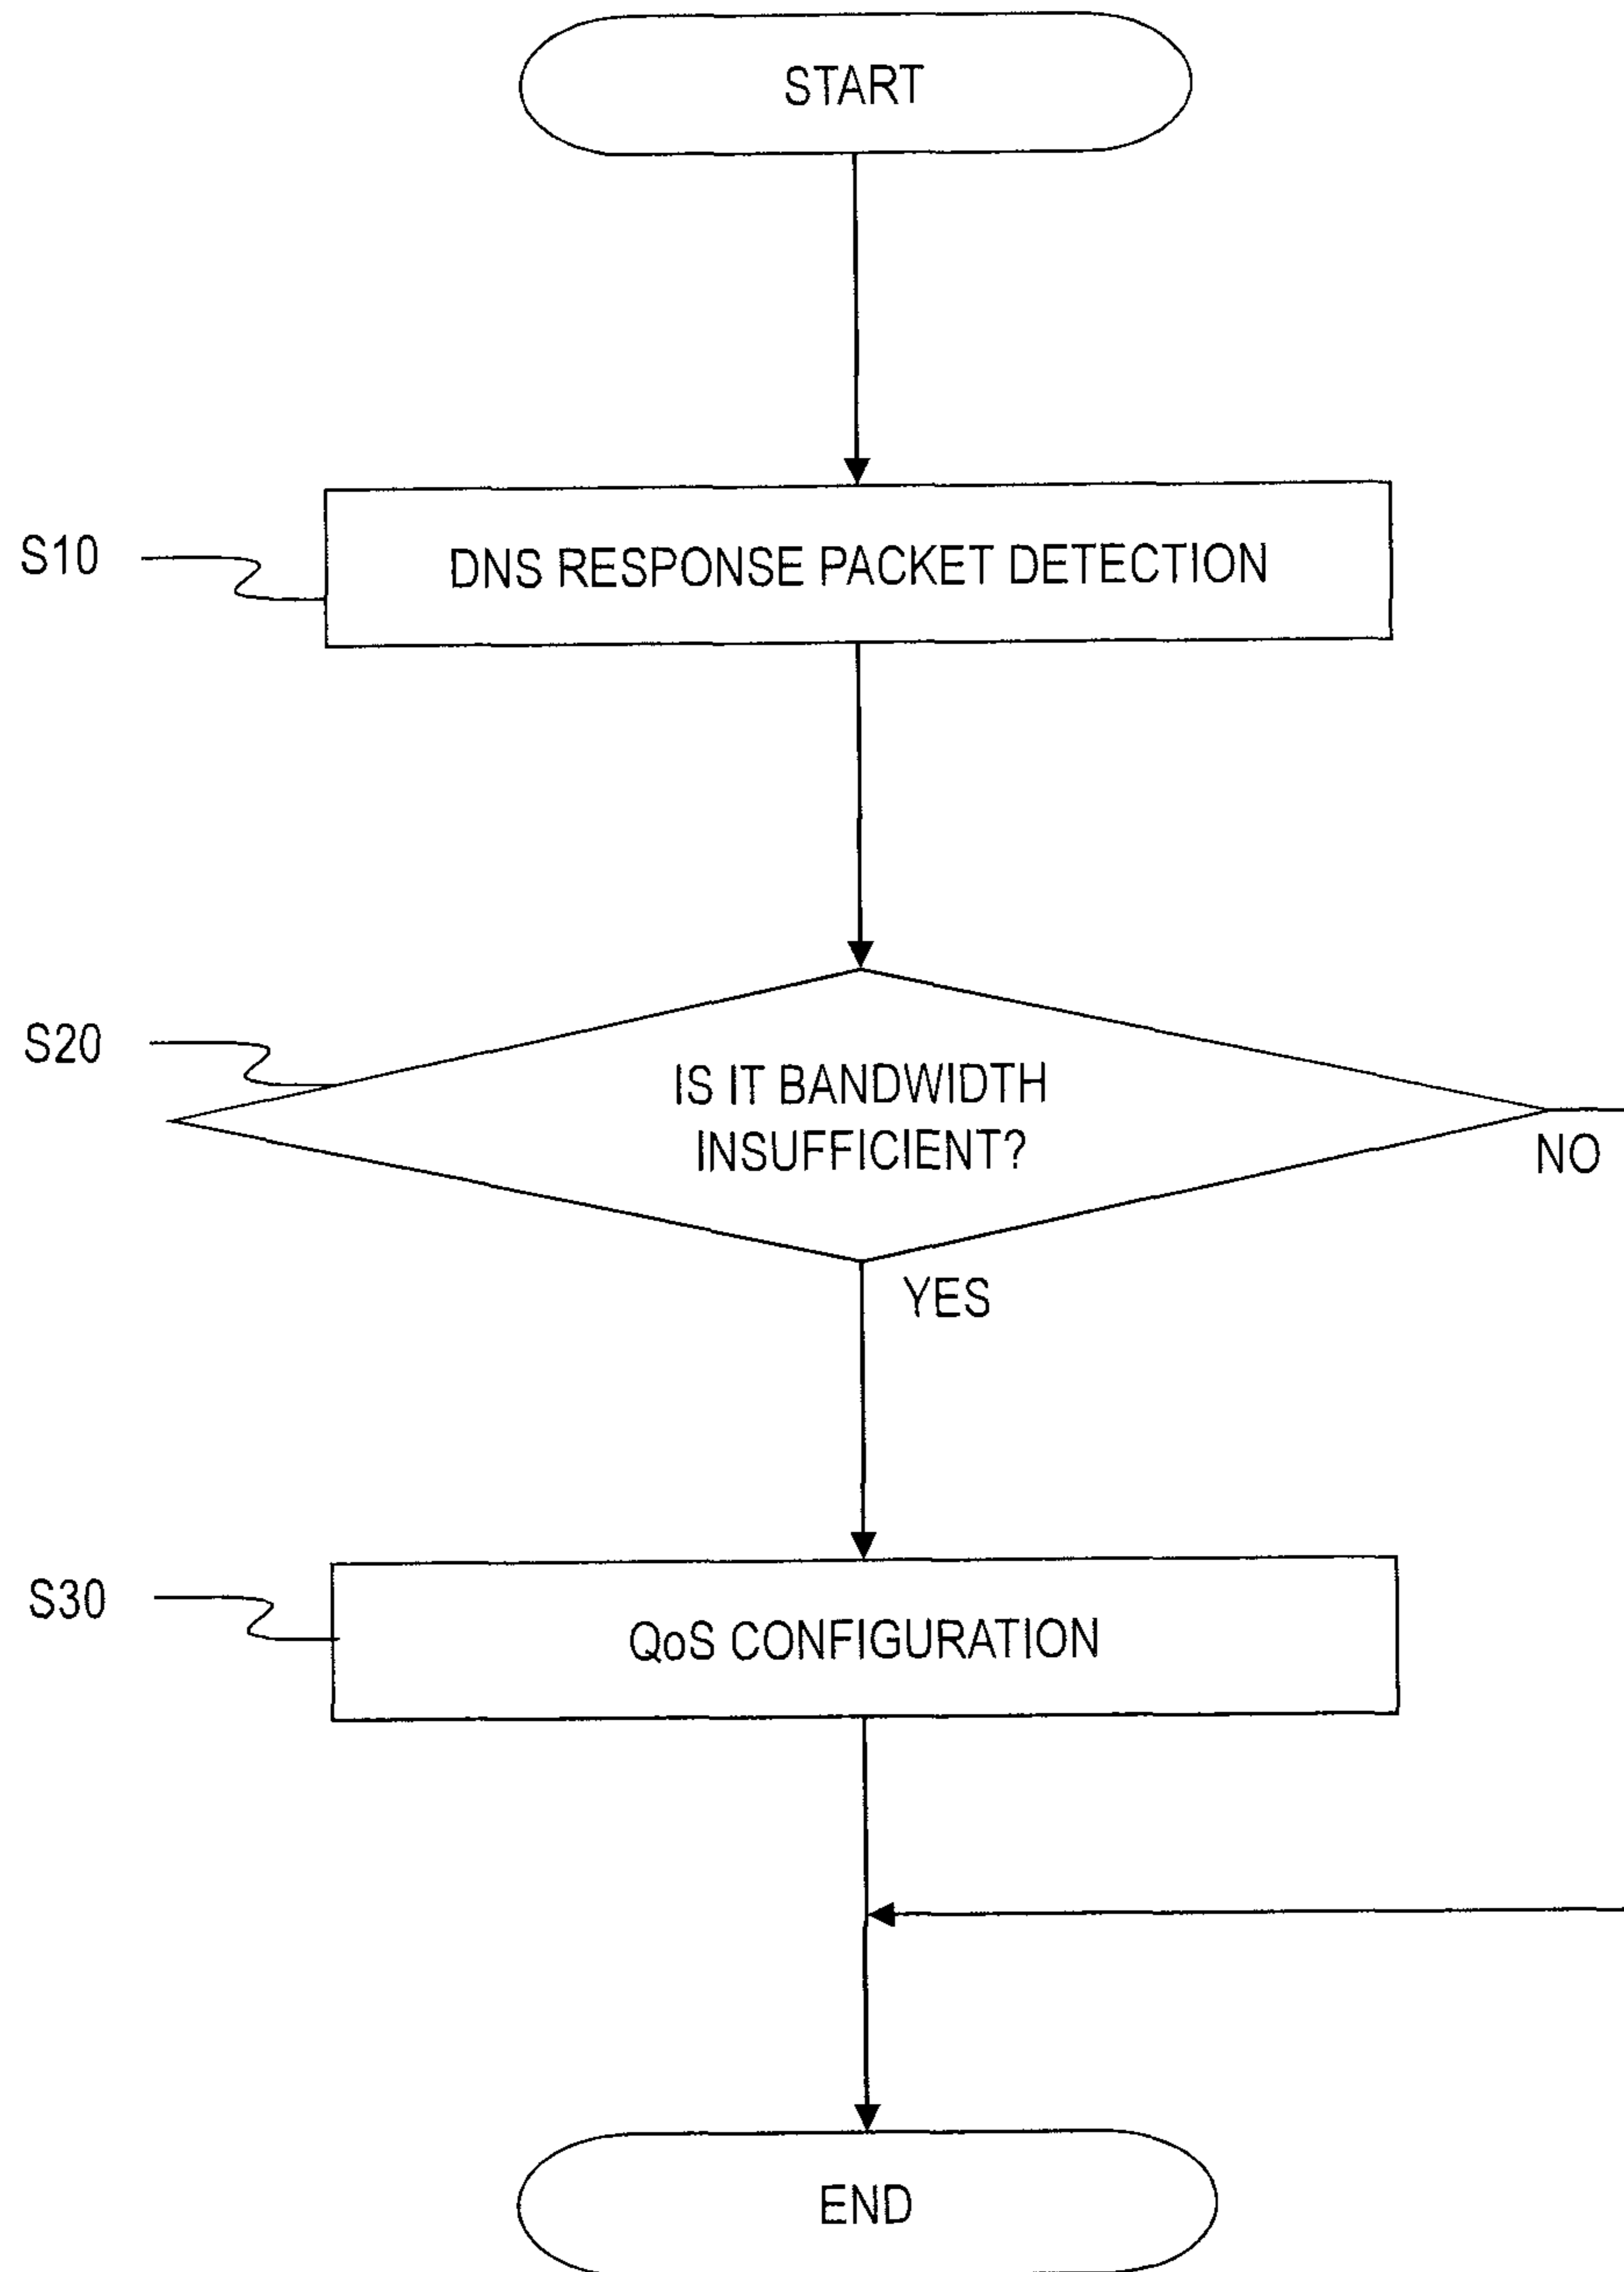 START
S10
DNS RESPONSE PACKET DETECTION
S20
IS IT BANDWIDTH
INSUFFICIENT?
NO
YES
S30
QoS CONFIGURATION
END